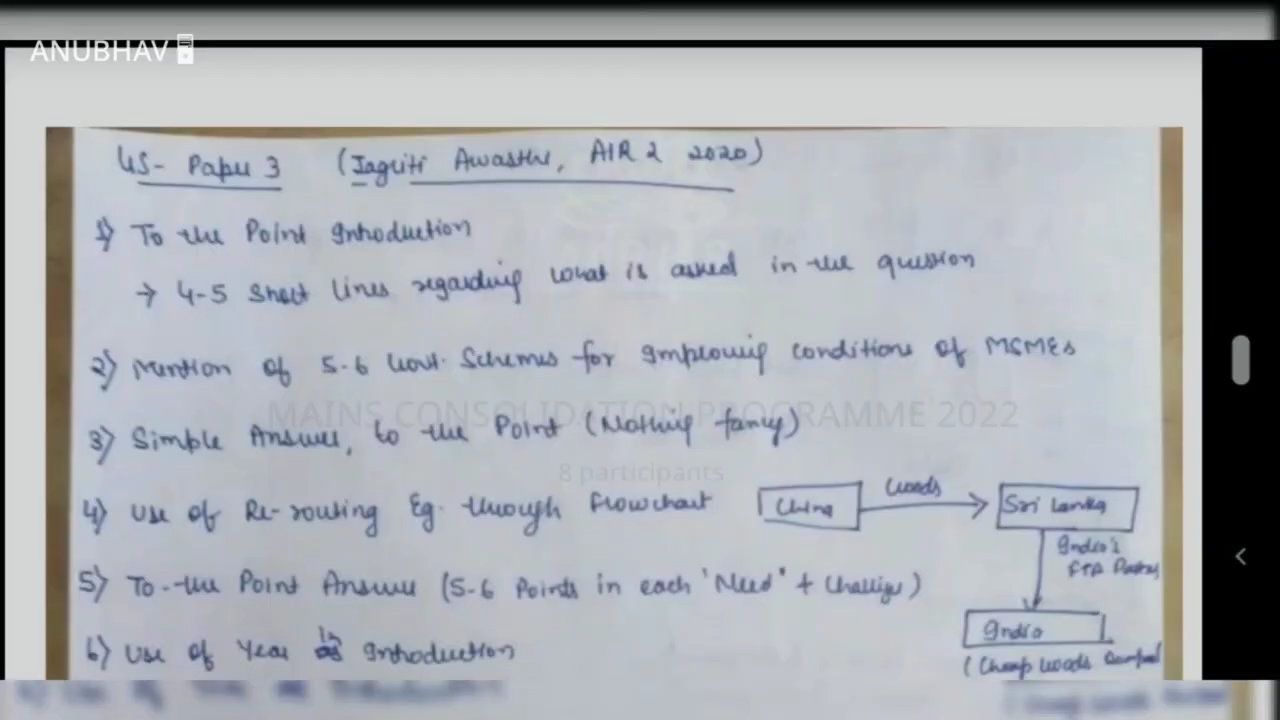 ANUBHAV
GS- Paper 3 (Jagriti Awasthi, AIR 2 2020)
1) To the Point Introduction
→ 4-5 Short lines regarding what is asked in the question
2) Mention of 5-6 Govt. Schemes for Improving conditions of MSMEs
MAINS CONSOLIDATION PROGRAMME 2022
3) Simple Answer, to the Point (Nothing fancy)
8 participants
4) Use of Re-routing Eg. through flowchart
China Goods Sri Lanka
India's
FTA Partner
5) To-the Point Answer (5-6 Points in each 'Need' + Challenge)
India
6) Use of Year in Introduction
(Cheap Goods Dumped